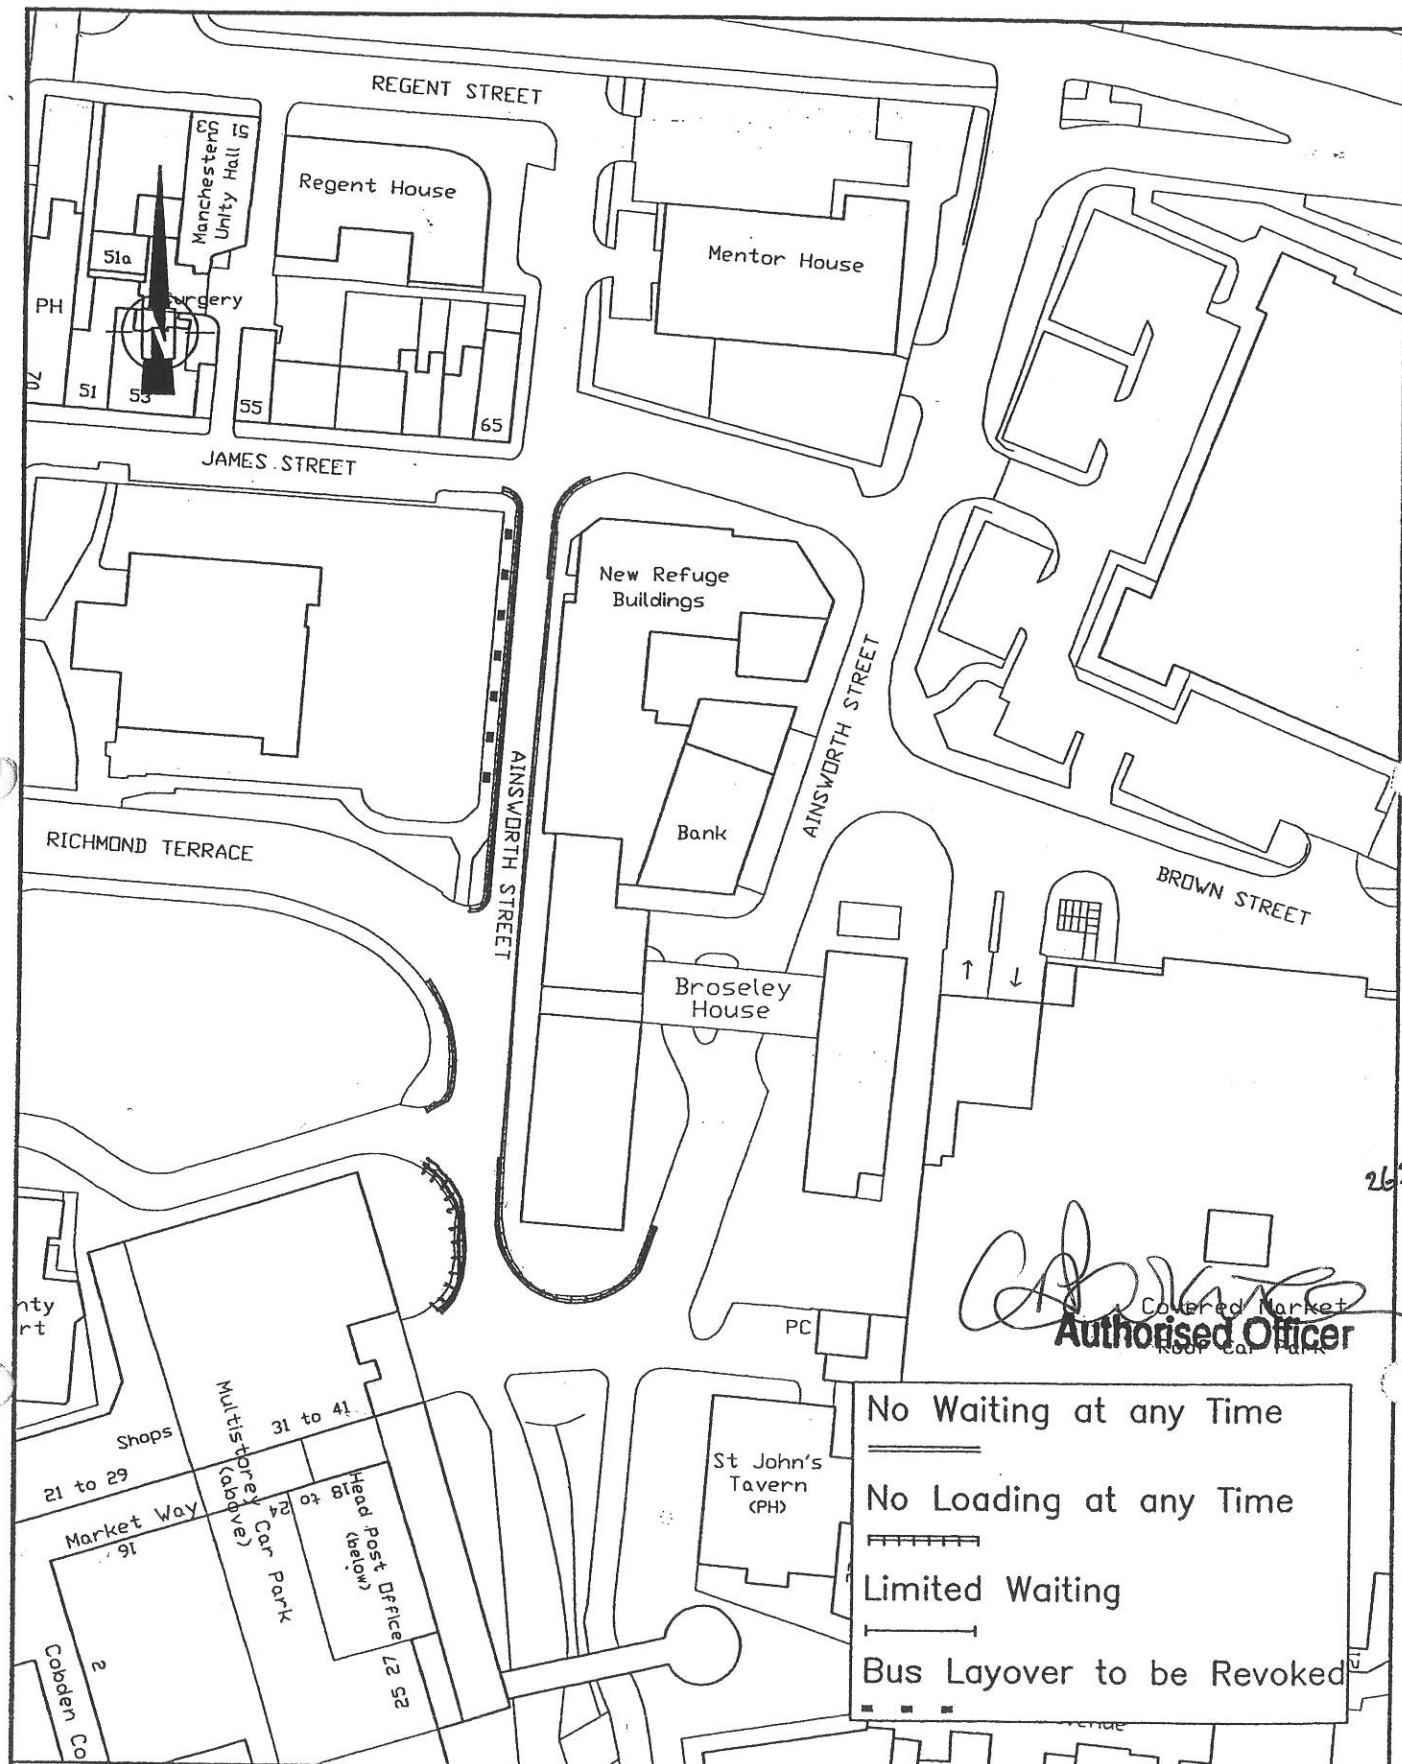 REGENT STREET
53 51
Manchester
Unity Hall
Regent House
Mentor House
51a
Surgery
PH
70
51
53
55
65
JAMES STREET
New Refuge
Buildings
AINSWORTH STREET
AINSWORTH STREET
Bank
RICHMOND TERRACE
BROWN STREET
Broseley
House
nty
rt
Covered Market
Authorised Officer
Roof Car Park
PC
Shops
31 to 41
21 to 29
Multistorey Car Park
(above)
Market Way
16
18 to 24
Head Post Office
(below)
25 27
2
Cobden Co
St John's
Tavern
(PH)
No Waiting at any Time
No Loading at any Time
Limited Waiting
Bus Layover to be Revoked